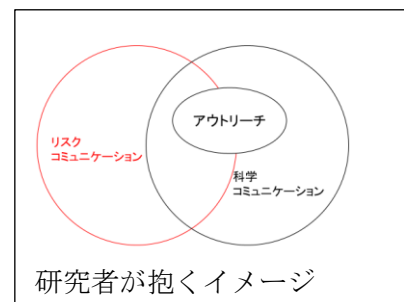 アウトリーチ
リスク
コミュニケーション
科学
コミュニケーション
研究者が抱くイメージ